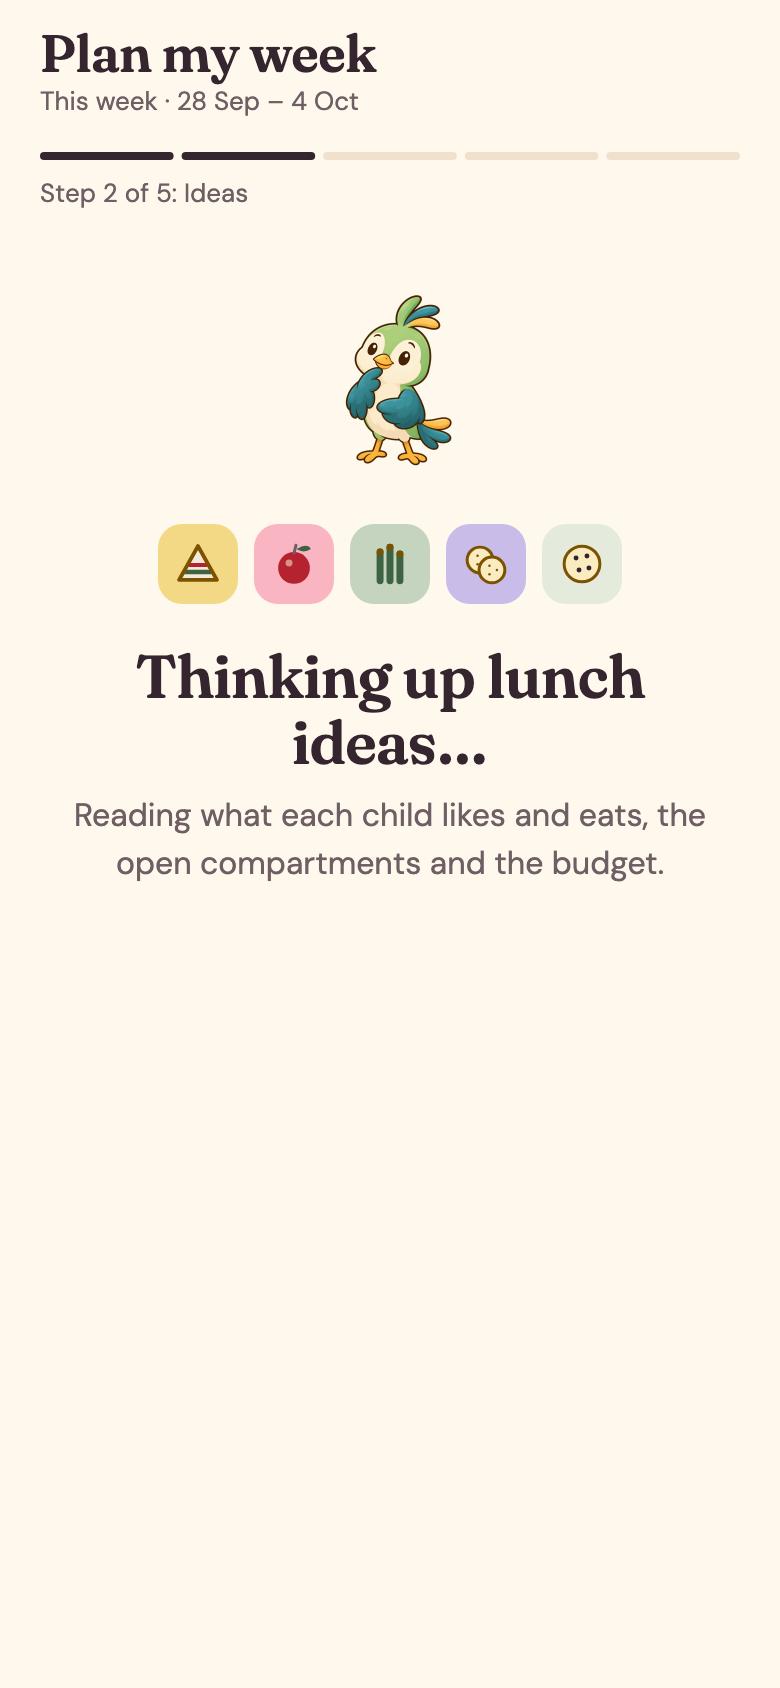 Plan my week
This week · 28 Sep – 4 Oct
Step 2 of 5: Ideas
Thinking up lunch
ideas...
Reading what each child likes and eats, the
open compartments and the budget.